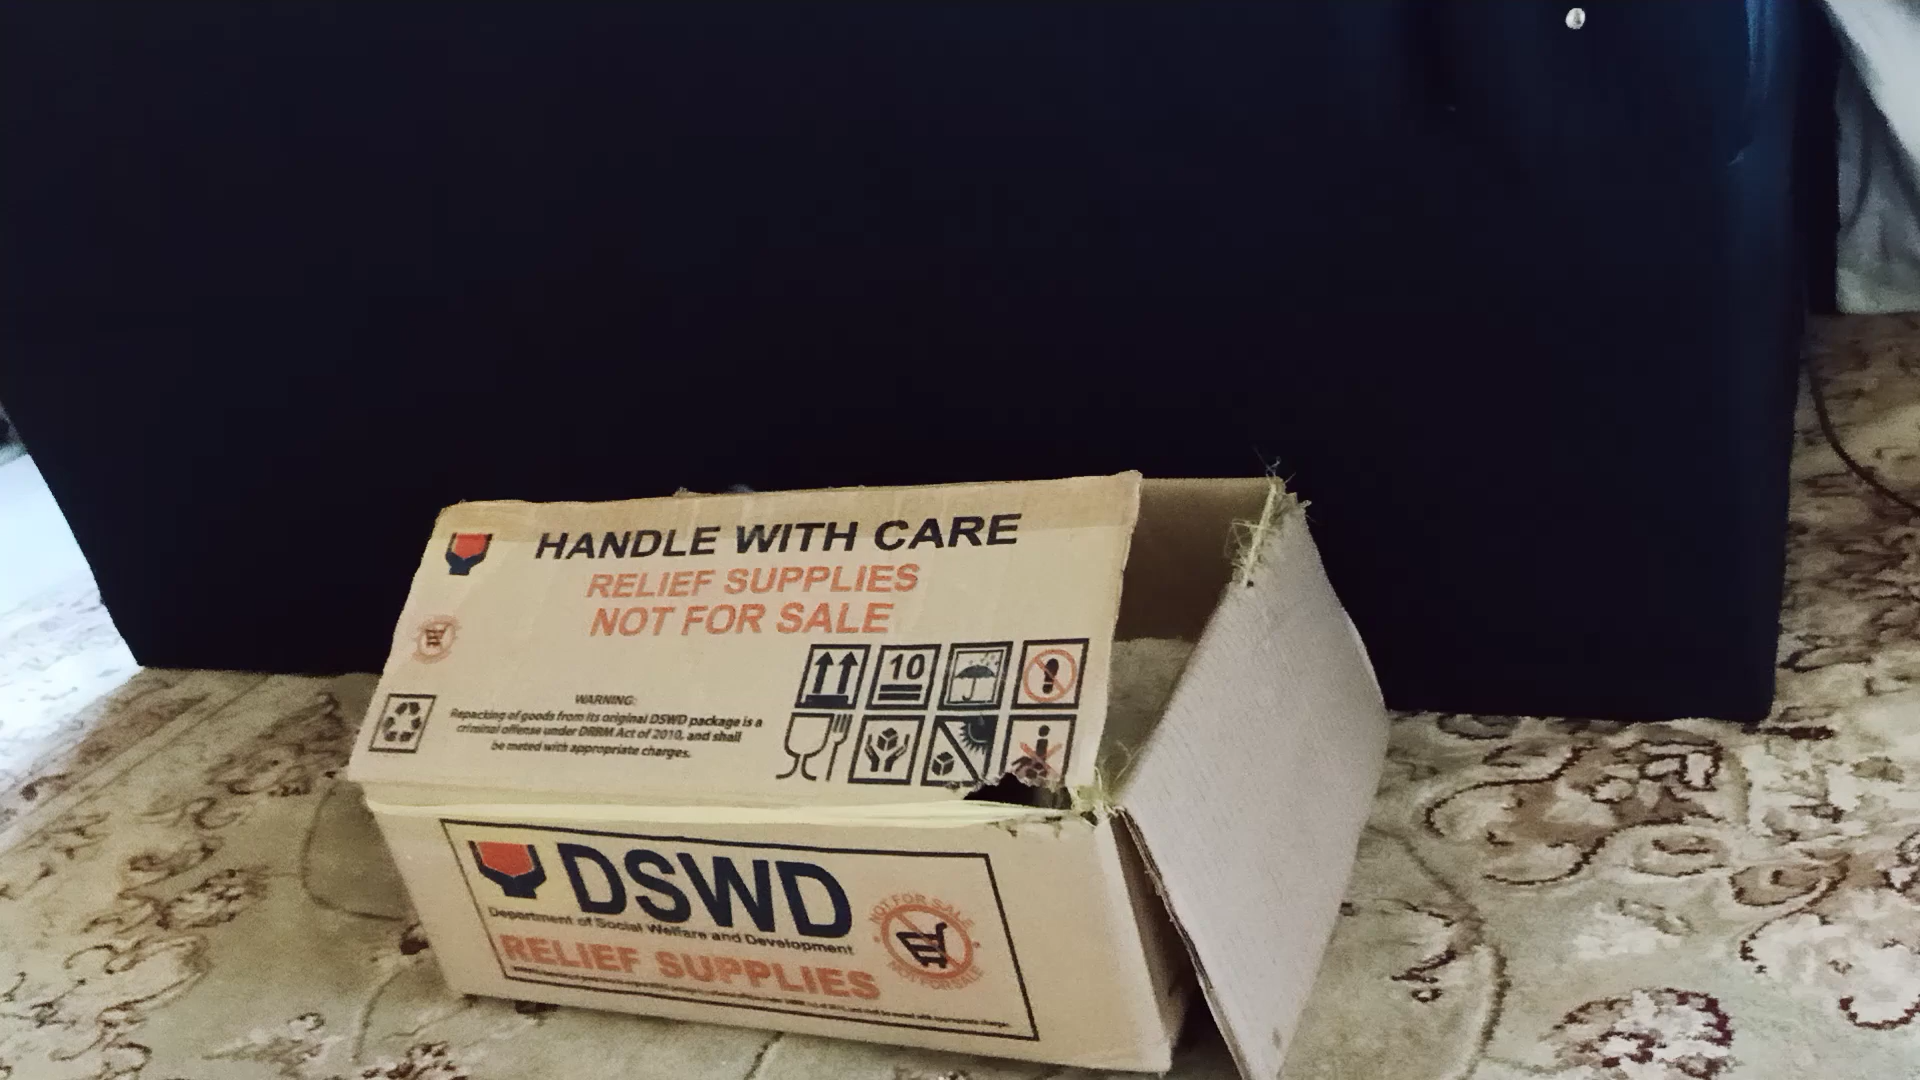 HANDLE WITH CARE
RELIEF SUPPLIES
NOT FOR SALE
10
WARNING:
Repacking of goods from its original DSWD package is a
criminal offense under DRRM Act of 2010, and shall
be meted with appropriate charges.
DSWD
Department of Social Welfare and Development
RELIEF SUPPLIES
NOT FOR SALE
NOT FOR SALE